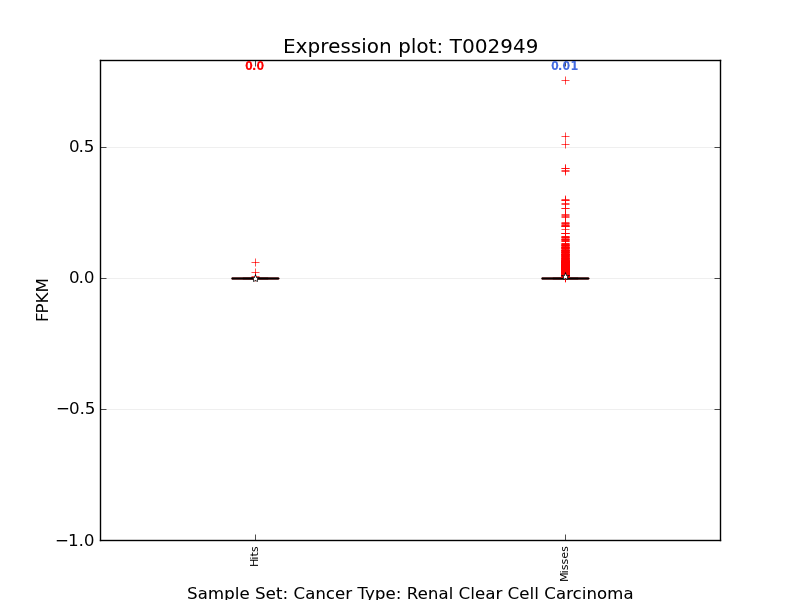 Expression plot: T002949
0.0 0.01
0.5
0.0
−0.5
−1.0
FPKM
Hits Misses
Sample Set: Cancer Type: Renal Clear Cell Carcinoma